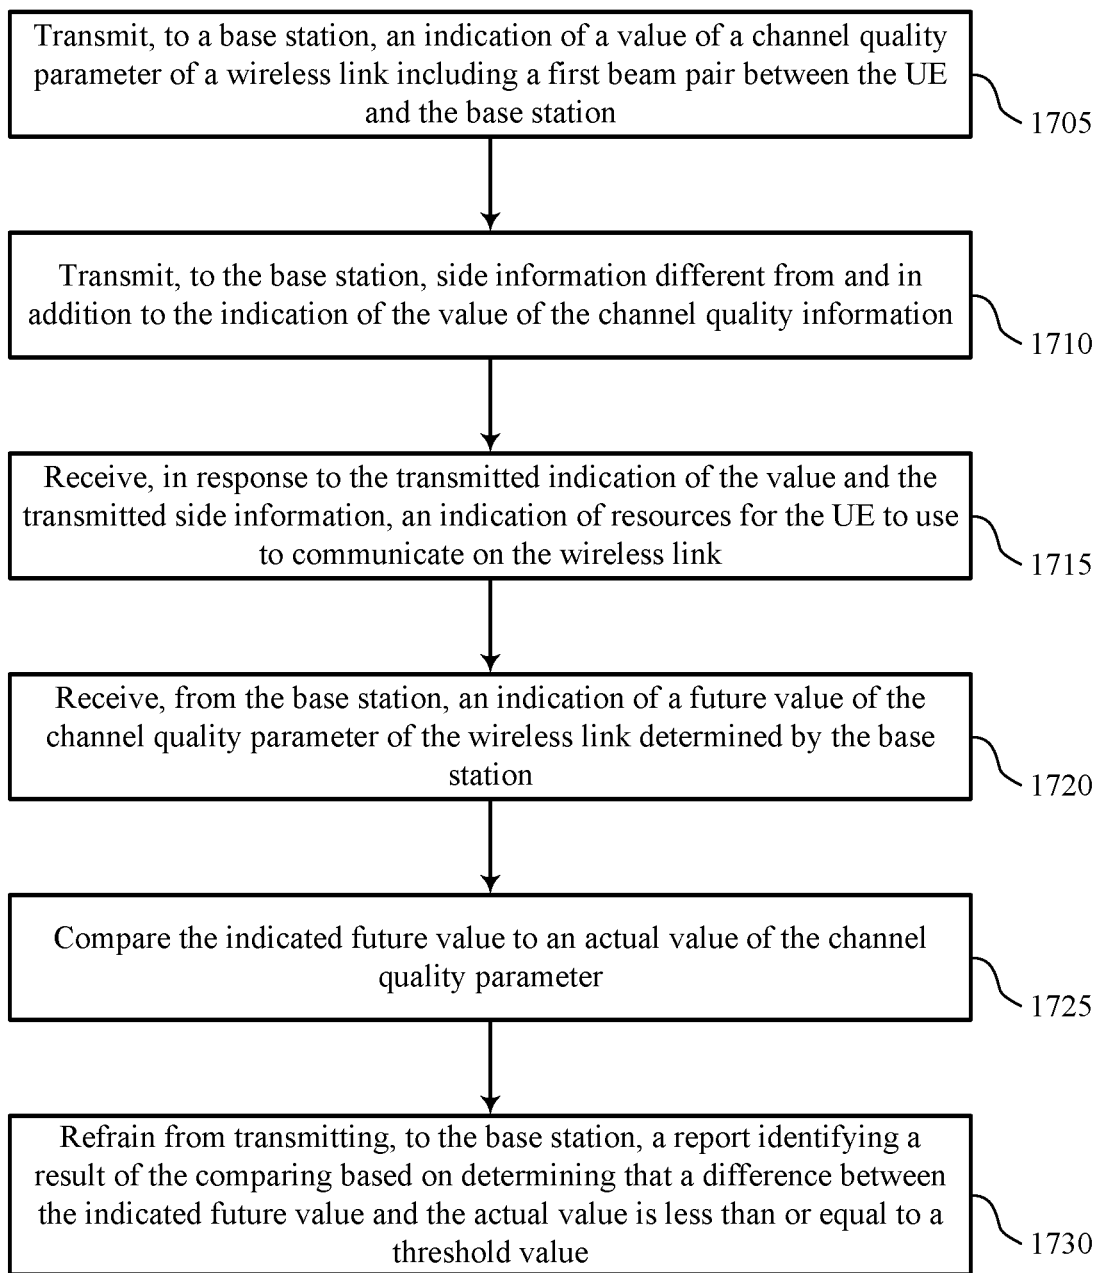 Transmit, to a base station, an indication of a value of a channel quality
parameter of a wireless link including a first beam pair between the UE
and the base station
1705
Transmit, to the base station, side information different from and in
addition to the indication of the value of the channel quality information
1710
Receive, in response to the transmitted indication of the value and the
transmitted side information, an indication of resources for the UE to use
to communicate on the wireless link
1715
Receive, from the base station, an indication of a future value of the
channel quality parameter of the wireless link determined by the base
station
1720
Compare the indicated future value to an actual value of the channel
quality parameter
1725
Refrain from transmitting, to the base station, a report identifying a
result of the comparing based on determining that a difference between
the indicated future value and the actual value is less than or equal to a
threshold value
1730